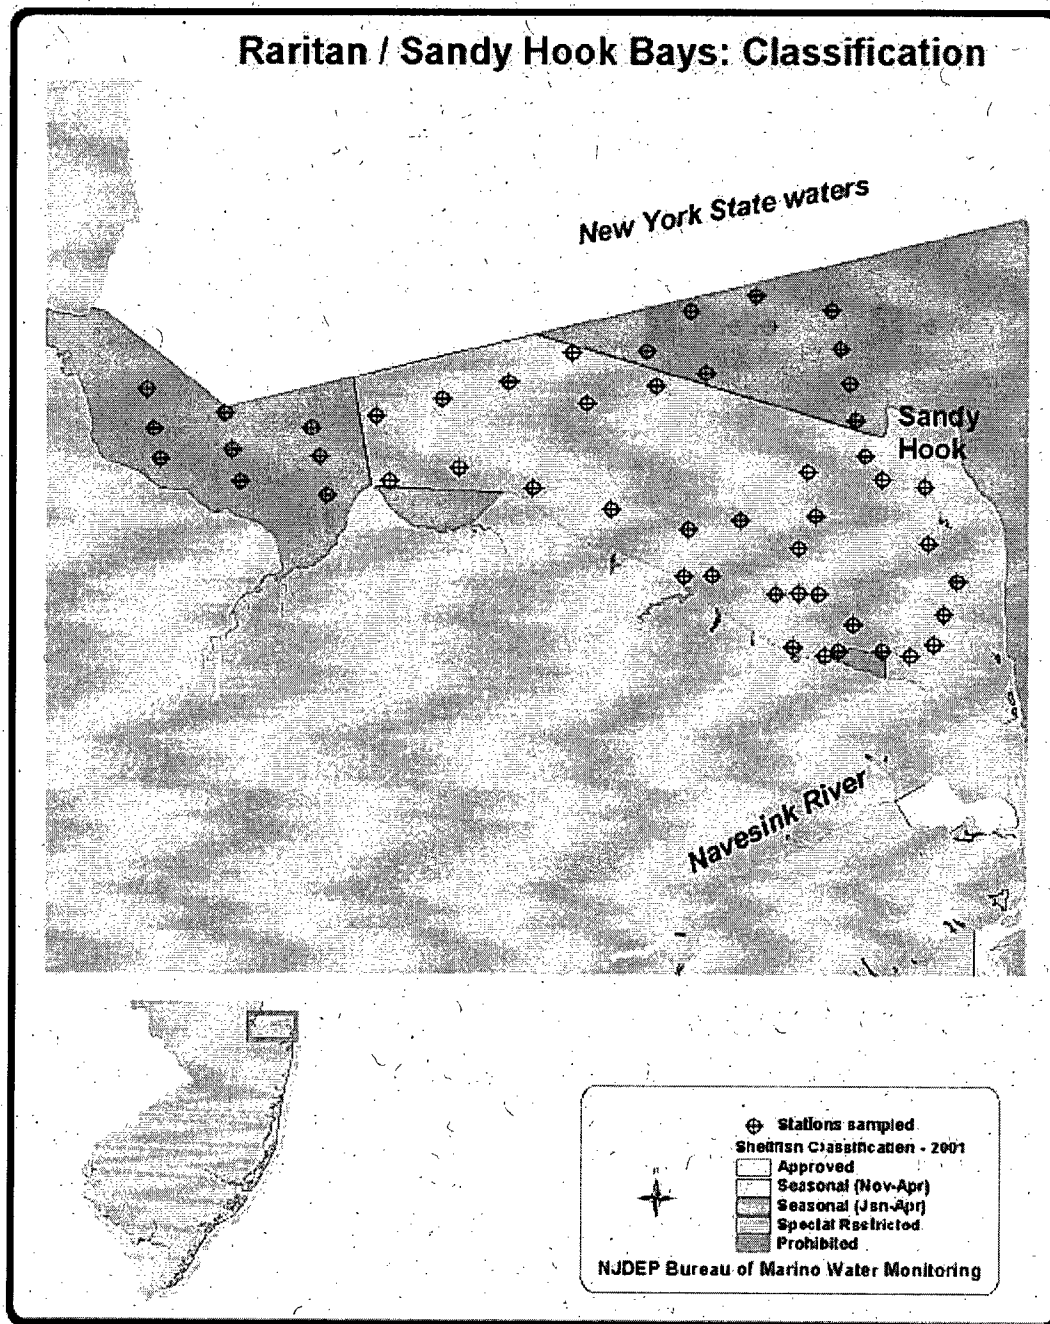 Raritan / Sandy Hook Bays: Classification
New York State waters
Sandy
Hook
Navesink River
Stations sampled
Shellfish Classification - 2001
Approved
Seasonal (Nov-Apr)
Seasonal (Jan-Apr)
Special Restricted
Prohibited
NJDEP Bureau of Marino Water Monitoring